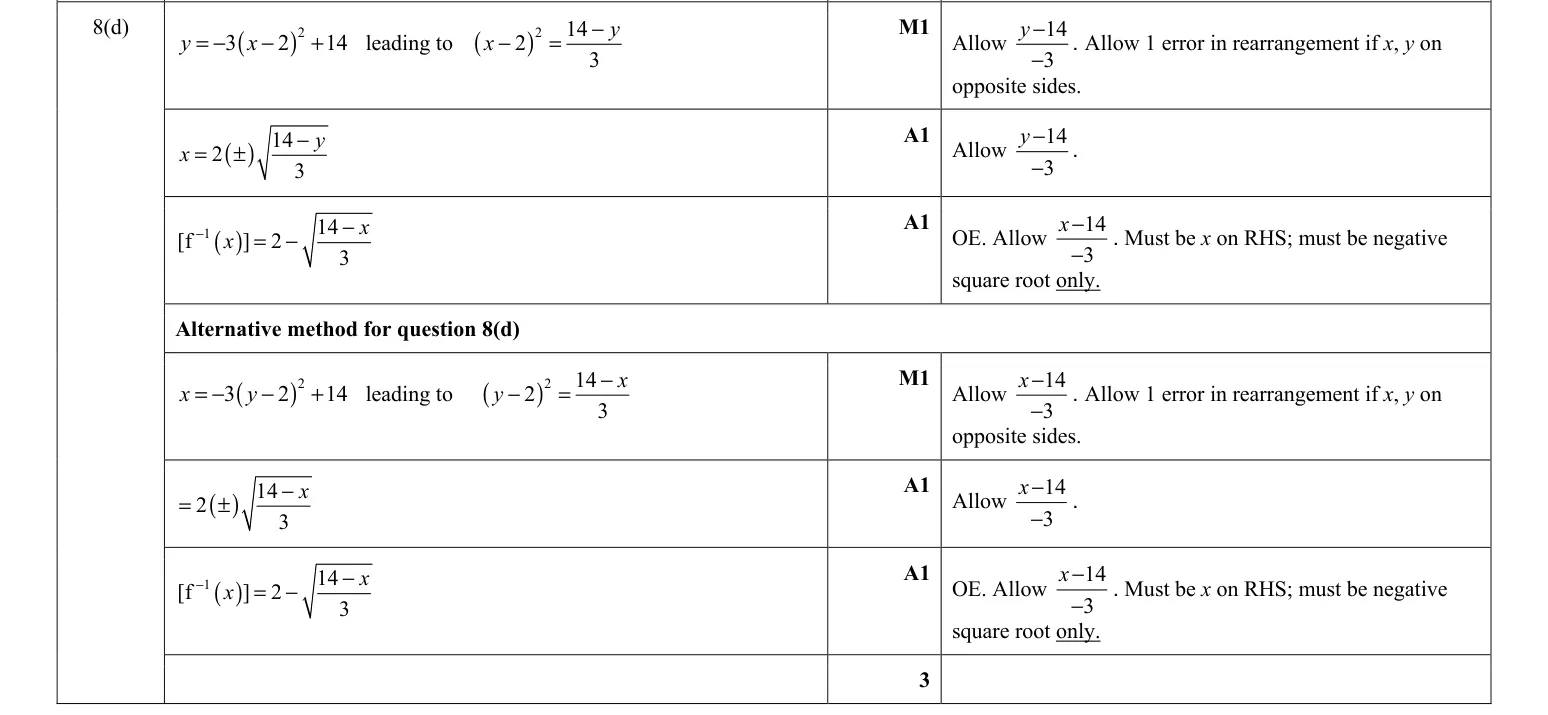 8(d)
y = −3(x − 2)² + 14 leading to (x − 2)² = (14 − y)/3
M1
Allow (y−14)/−3 . Allow 1 error in rearrangement if x, y on
opposite sides.
x = 2(±)√((14 − y)/3)
A1
Allow (y−14)/−3 .
[f⁻¹(x)] = 2 − √((14 − x)/3)
A1
OE. Allow (x−14)/−3 . Must be x on RHS; must be negative
square root only.
Alternative method for question 8(d)
x = −3(y − 2)² + 14 leading to (y − 2)² = (14 − x)/3
M1
Allow (x−14)/−3 . Allow 1 error in rearrangement if x, y on
opposite sides.
= 2(±)√((14 − x)/3)
A1
Allow (x−14)/−3 .
[f⁻¹(x)] = 2 − √((14 − x)/3)
A1
OE. Allow (x−14)/−3 . Must be x on RHS; must be negative
square root only.
3